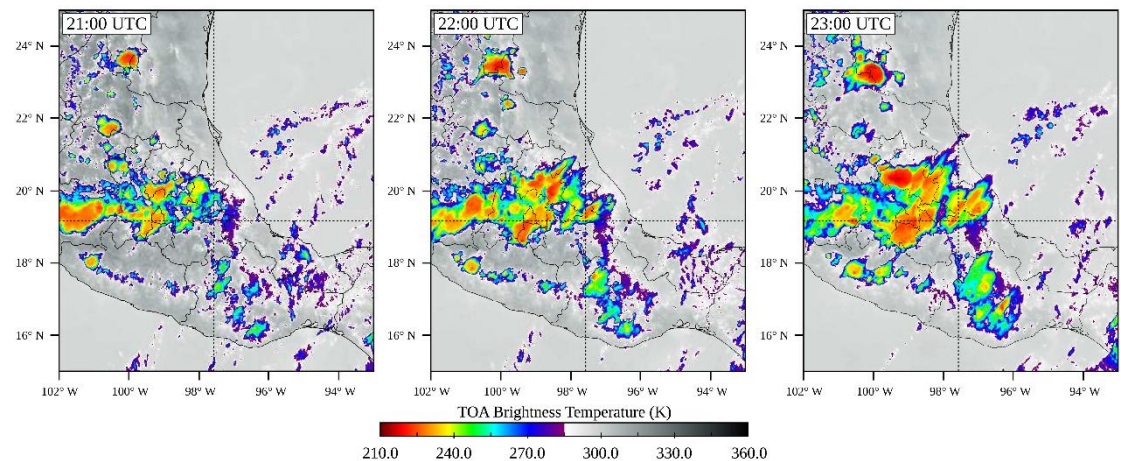 21:00 UTC
22:00 UTC
23:00 UTC
24° N
22° N
20° N
18° N
16° N
102° W 100° W 98° W 96° W 94° W
24° N
22° N
20° N
18° N
16° N
102° W 100° W 98° W 96° W 94° W
24° N
22° N
20° N
18° N
16° N
102° W 100° W 98° W 96° W 94° W
TOA Brightness Temperature (K)
210.0 240.0 270.0 300.0 330.0 360.0